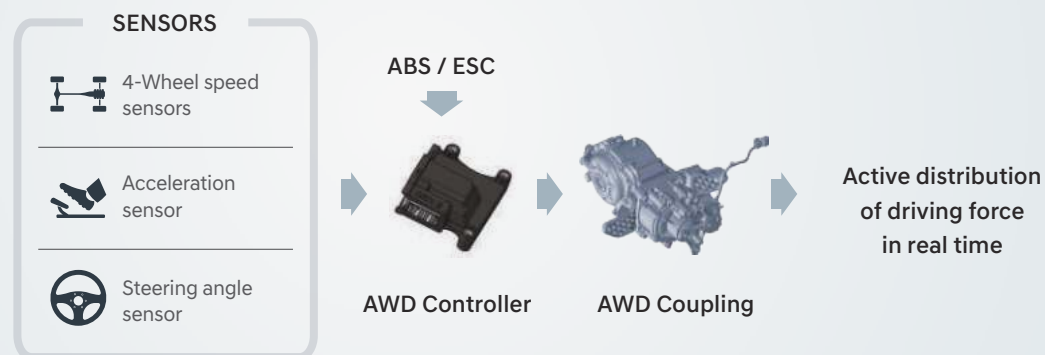 SENSORS
4-Wheel speed
sensors
Acceleration
sensor
Steering angle
sensor
ABS / ESC
AWD Controller
AWD Coupling
Active distribution
of driving force
in real time